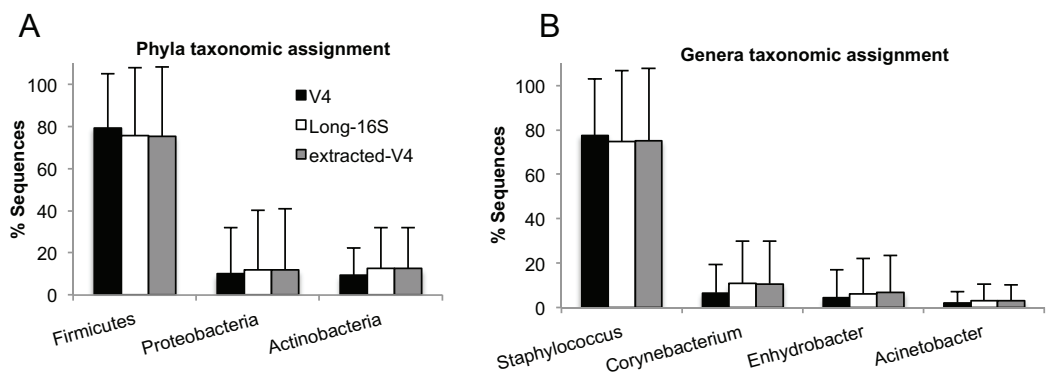 A
Phyla taxonomic assignment
% Sequences
100
80
60
40
20
0
V4
Long-16S
extracted-V4
Firmicutes
Proteobacteria
Actinobacteria
B
Genera taxonomic assignment
% Sequences
100
80
60
40
20
0
Staphylococcus
Corynebacterium
Enhydrobacter
Acinetobacter